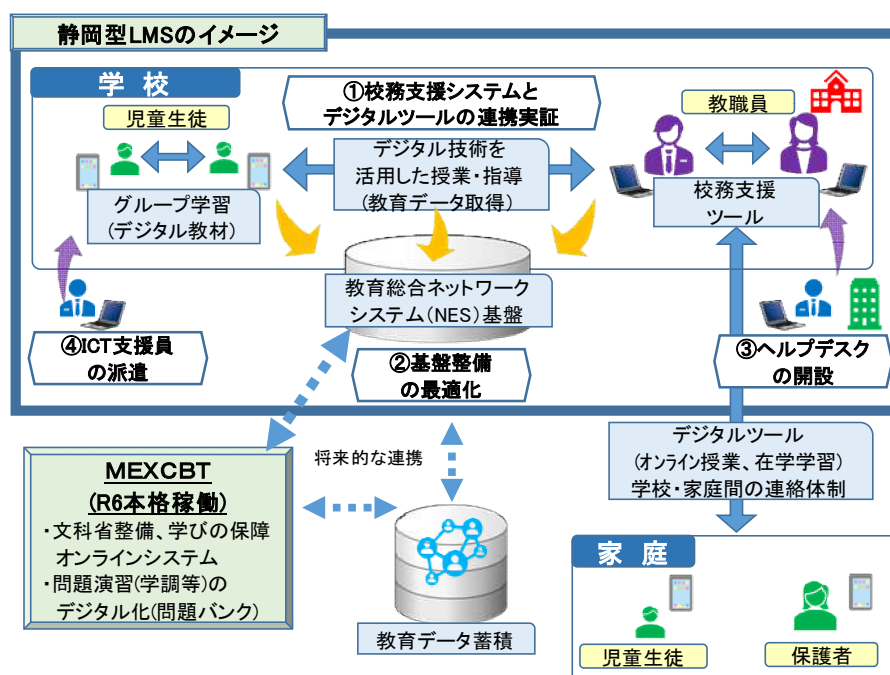 静岡型LMSのイメージ
学 校
①校務支援システムと
デジタルツールの連携実証
児童生徒
教職員
デジタル技術を
活用した授業・指導
(教育データ取得)
グループ学習
(デジタル教材)
校務支援
ツール
教育総合ネットワーク
システム(NES)基盤
④ICT支援員
の派遣
②基盤整備
の最適化
③ヘルプデスク
の開設
MEXCBT
(R6本格稼働)
・文科省整備、学びの保障
オンラインシステム
・問題演習(学調等)の
デジタル化(問題バンク)
将来的な連携
教育データ蓄積
デジタルツール
(オンライン授業、在学学習)
学校・家庭間の連絡体制
家 庭
児童生徒
保護者